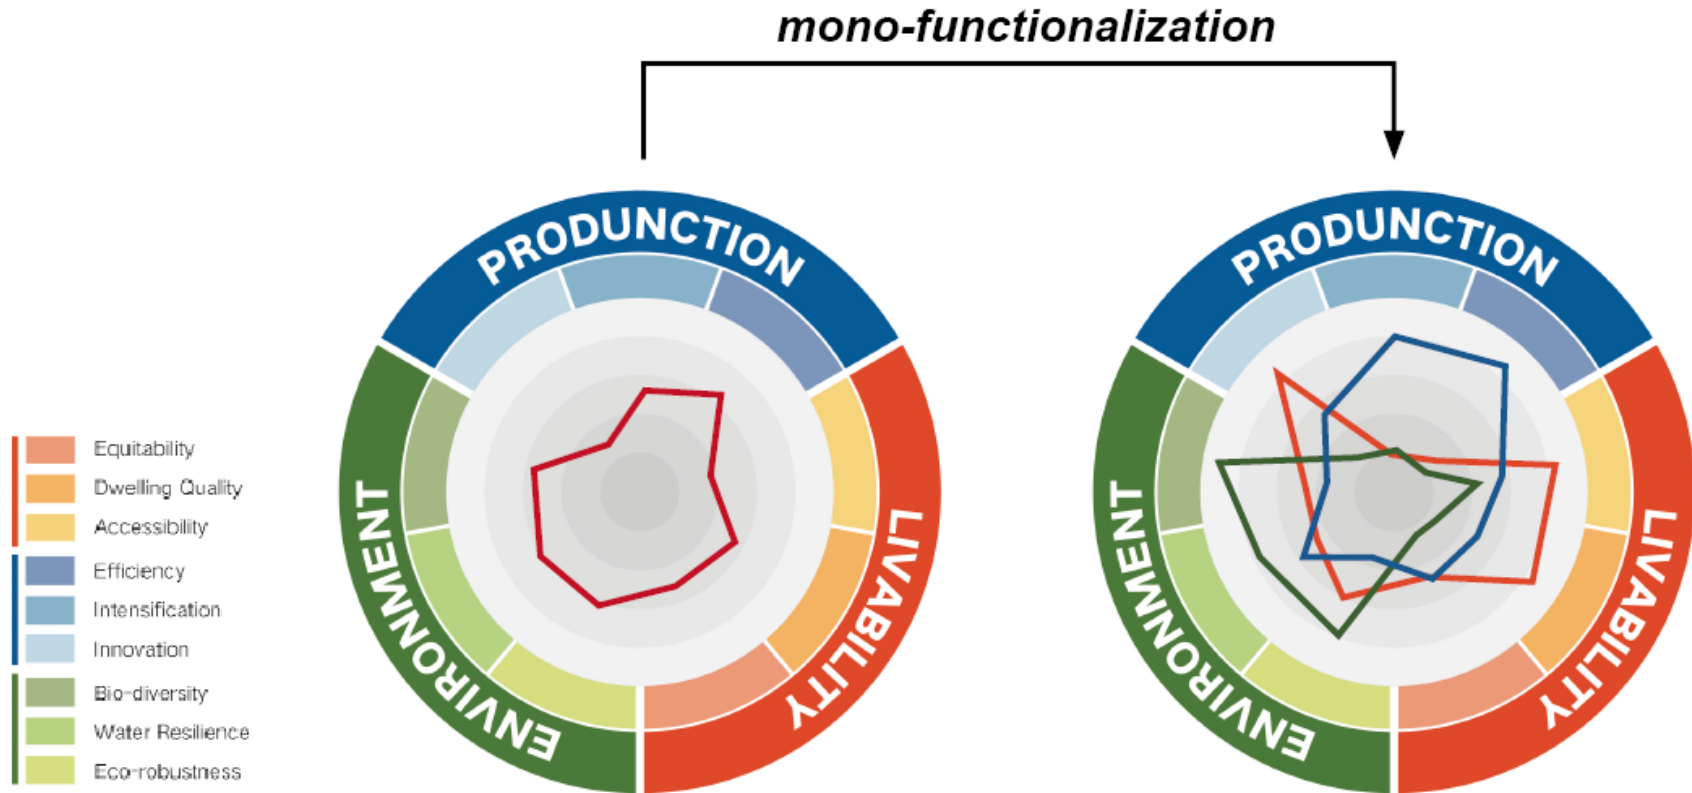 mono-functionalization
PRODUNCTION
LIVABILITY
ENVIRONMENT
PRODUNCTION
LIVABILITY
ENVIRONMENT
Equitability
Dwelling Quality
Accessibility
Efficiency
Intensification
Innovation
Bio-diversity
Water Resilience
Eco-robustness